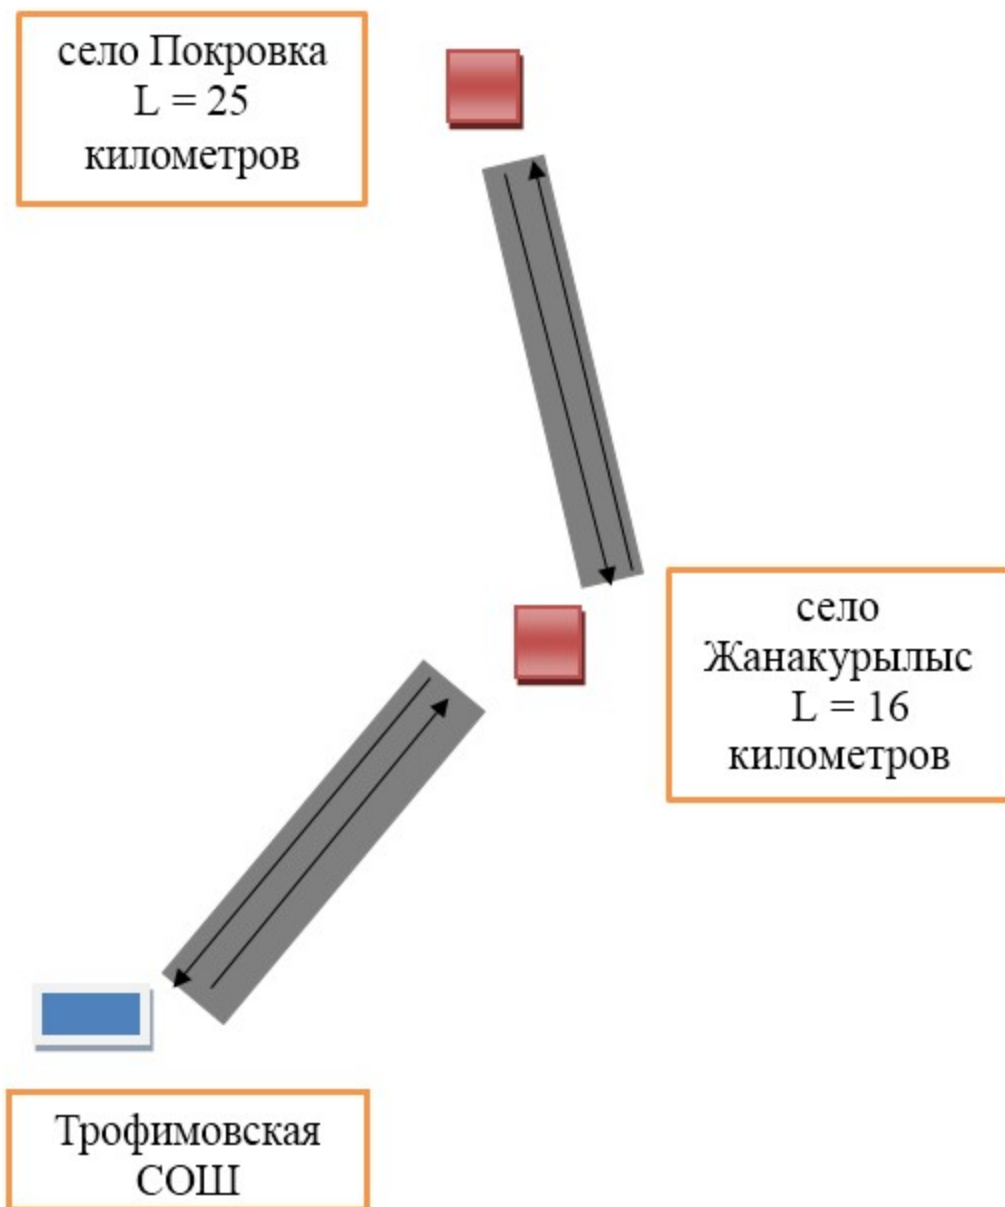 село Покровка
L = 25
километров
село
Жанакурылыс
L = 16
километров
Трофимовская
СОШ